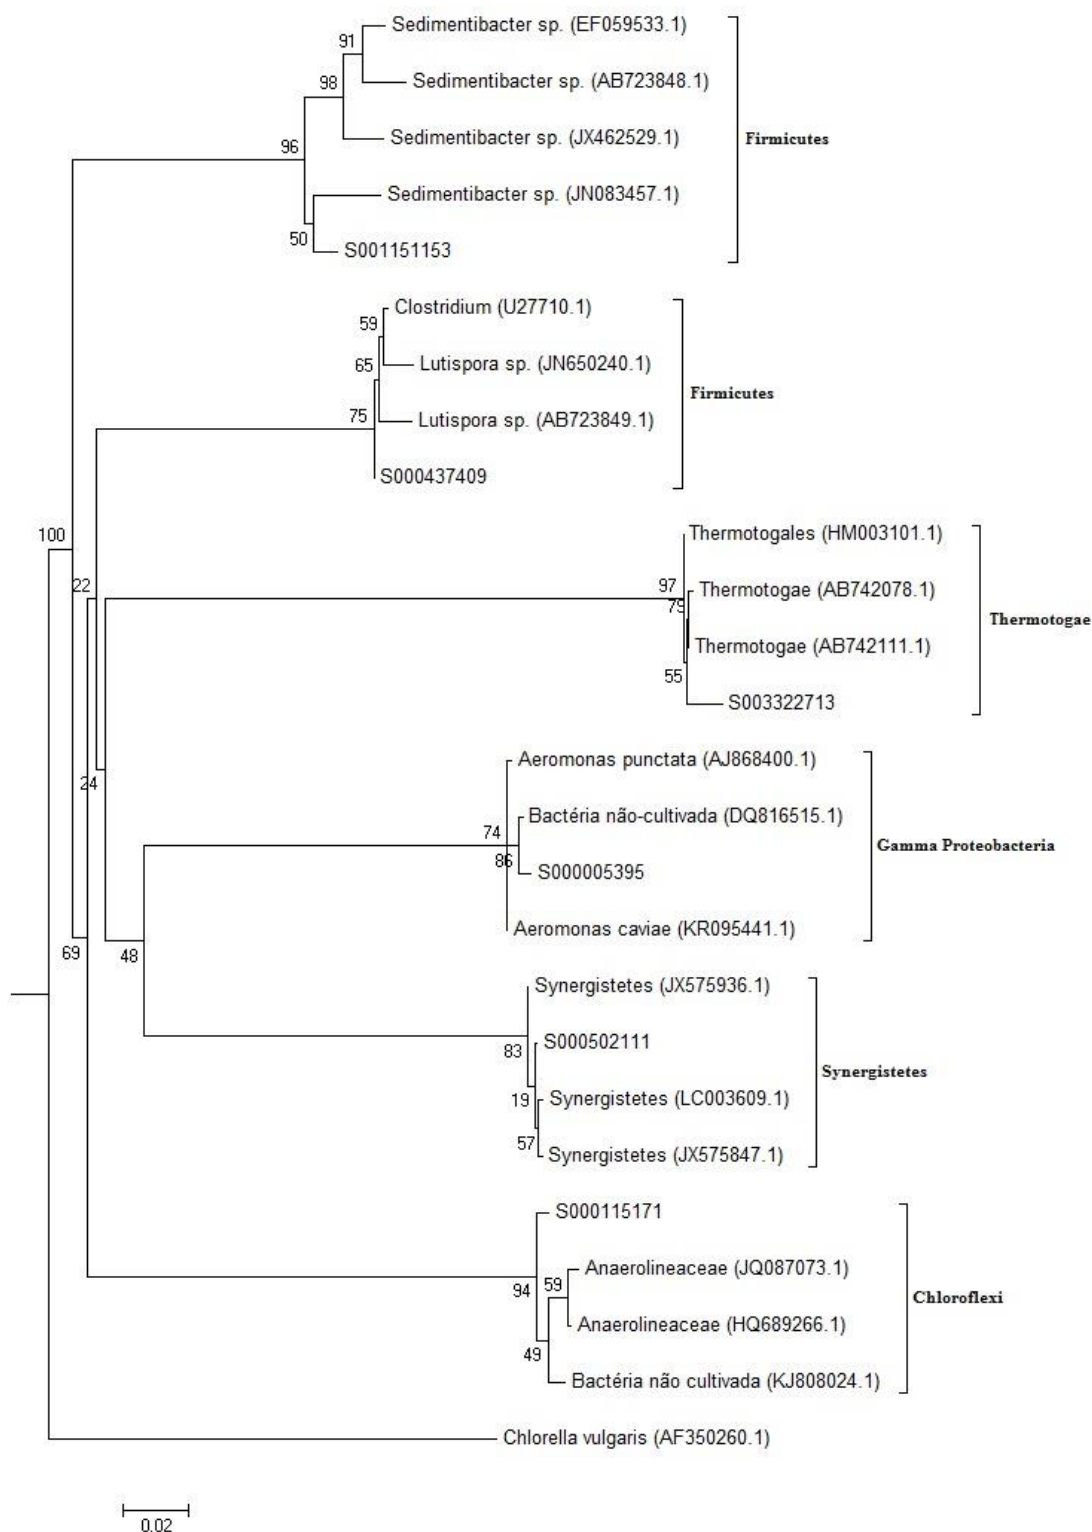 Sedimentibacter sp. (EF059533.1)
91
Sedimentibacter sp. (AB723848.1)
98
Sedimentibacter sp. (JX462529.1)
Firmicutes
96
Sedimentibacter sp. (JN083457.1)
50
S001151153
Clostridium (U27710.1)
59
Lutispora sp. (JN650240.1)
65
Firmicutes
75
Lutispora sp. (AB723849.1)
S000437409
100
Thermotogales (HM003101.1)
22
97
Thermotogae (AB742078.1)
79
Thermotogae
Thermotogae (AB742111.1)
55
S003322713
Aeromonas punctata (AJ868400.1)
24
Bactéria não-cultivada (DQ816515.1)
74
Gamma Proteobacteria
86
S000005395
Aeromonas caviae (KR095441.1)
69
48
Synergistetes (JX575936.1)
S000502111
83
Synergistetes
19
Synergistetes (LC003609.1)
57
Synergistetes (JX575847.1)
S000115171
Anaerolineaceae (JQ087073.1)
94
59
Chloroflexi
Anaerolineaceae (HQ689266.1)
49
Bactéria não cultivada (KJ808024.1)
Chlorella vulgaris (AF350260.1)
0.02